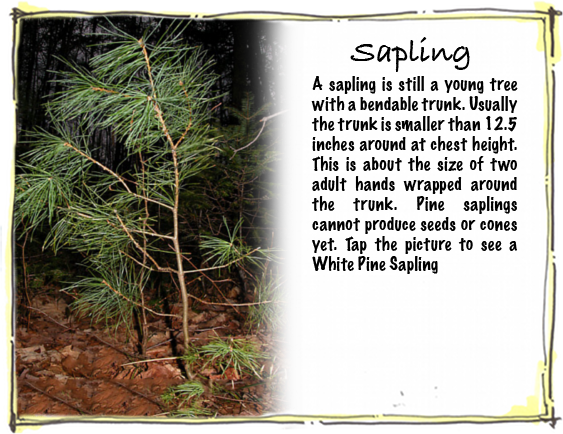 Sapling
A sapling is still a young tree
with a bendable trunk. Usually
the trunk is smaller than 12.5
inches around at chest height.
This is about the size of two
adult hands wrapped around
the trunk. Pine saplings
cannot produce seeds or cones
yet. Tap the picture to see a
White Pine Sapling